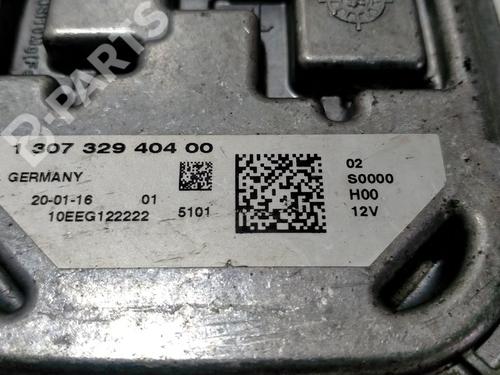 B-PARTS
1 307 329 404 00
GERMANY
20-01-16 01
10EEG122222 5101
02
S0000
H00
12V